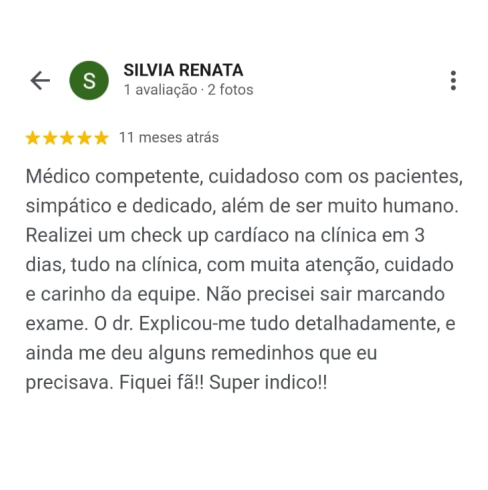 SILVIA RENATA
S
1 avaliação · 2 fotos
11 meses atrás
Médico competente, cuidadoso com os pacientes,
simpático e dedicado, além de ser muito humano.
Realizei um check up cardíaco na clínica em 3
dias, tudo na clínica, com muita atenção, cuidado
e carinho da equipe. Não precisei sair marcando
exame. O dr. Explicou-me tudo detalhadamente, e
ainda me deu alguns remedinhos que eu
precisava. Fiquei fã!! Super indico!!